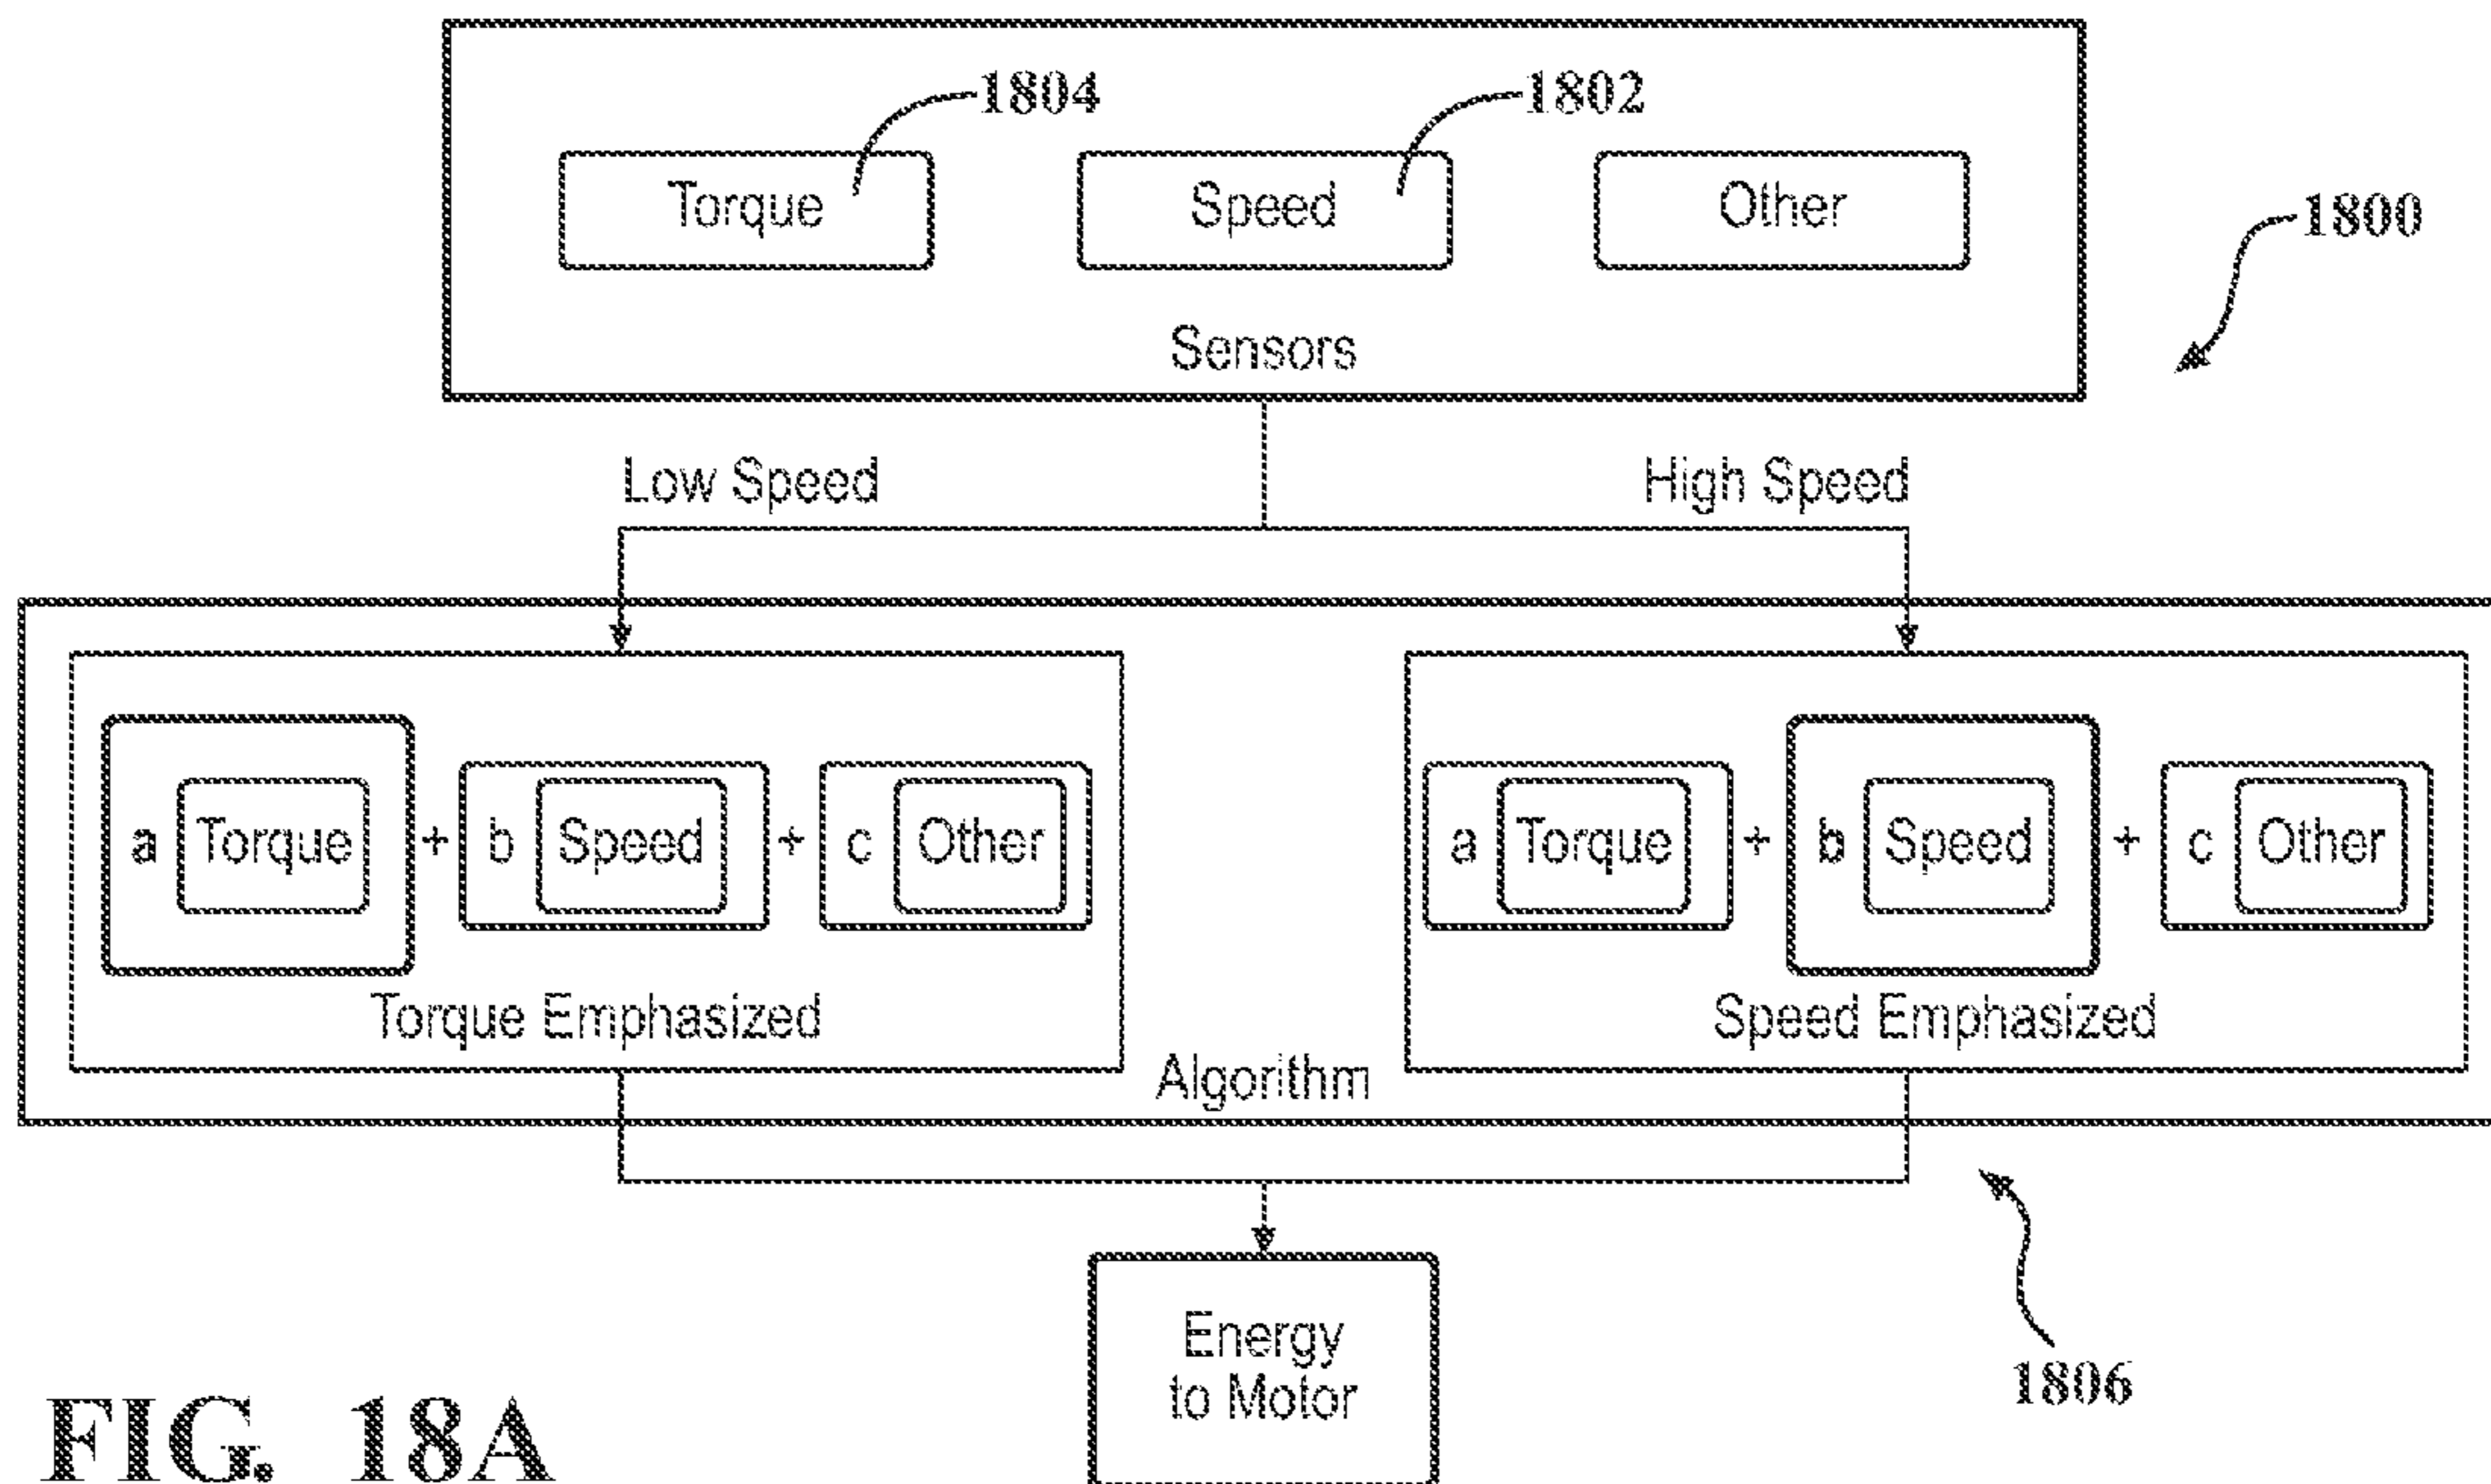 1804
1802
Torque
Speed
Other
1800
Sensors
Low Speed
High Speed
a Torque + b Speed + c Other
a Torque + b Speed + c Other
Torque Emphasized
Speed Emphasized
Algorithm
Energy
to Motor
1806
FIG. 18A